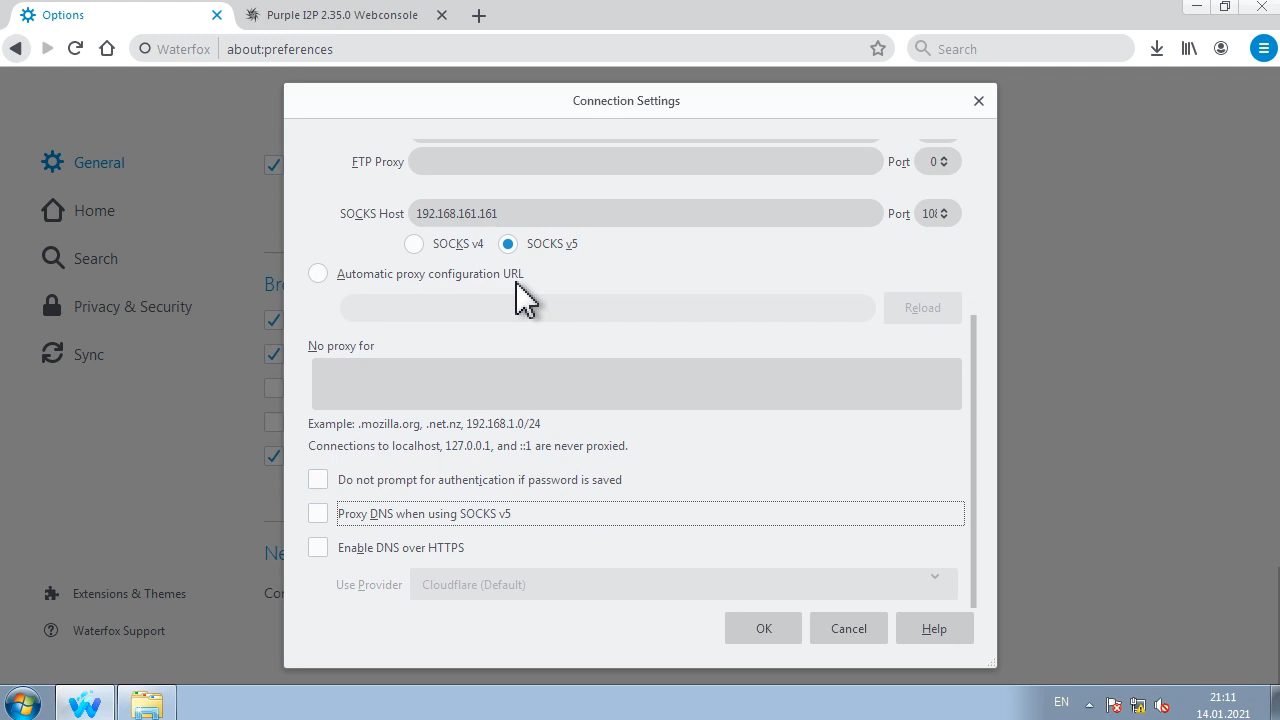 Options
Purple I2P 2.35.0 Webconsole
Waterfox
about:preferences
Search
Connection Settings
General
Home
Search
Privacy & Security
Sync
FTP Proxy
Port
0
SOCKS Host
192.168.161.161
Port
SOCKS v4
SOCKS v5
Automatic proxy configuration URL
Reload
No proxy for
Example: .mozilla.org, .net.nz, 192.168.1.0/24
Connections to localhost, 127.0.0.1, and ::1 are never proxied.
Do not prompt for authentication if password is saved
Proxy DNS when using SOCKS v5
Enable DNS over HTTPS
Use Provider
Cloudflare (Default)
OK
Cancel
Help
Extensions & Themes
Waterfox Support
EN
21:11
14.01.2021